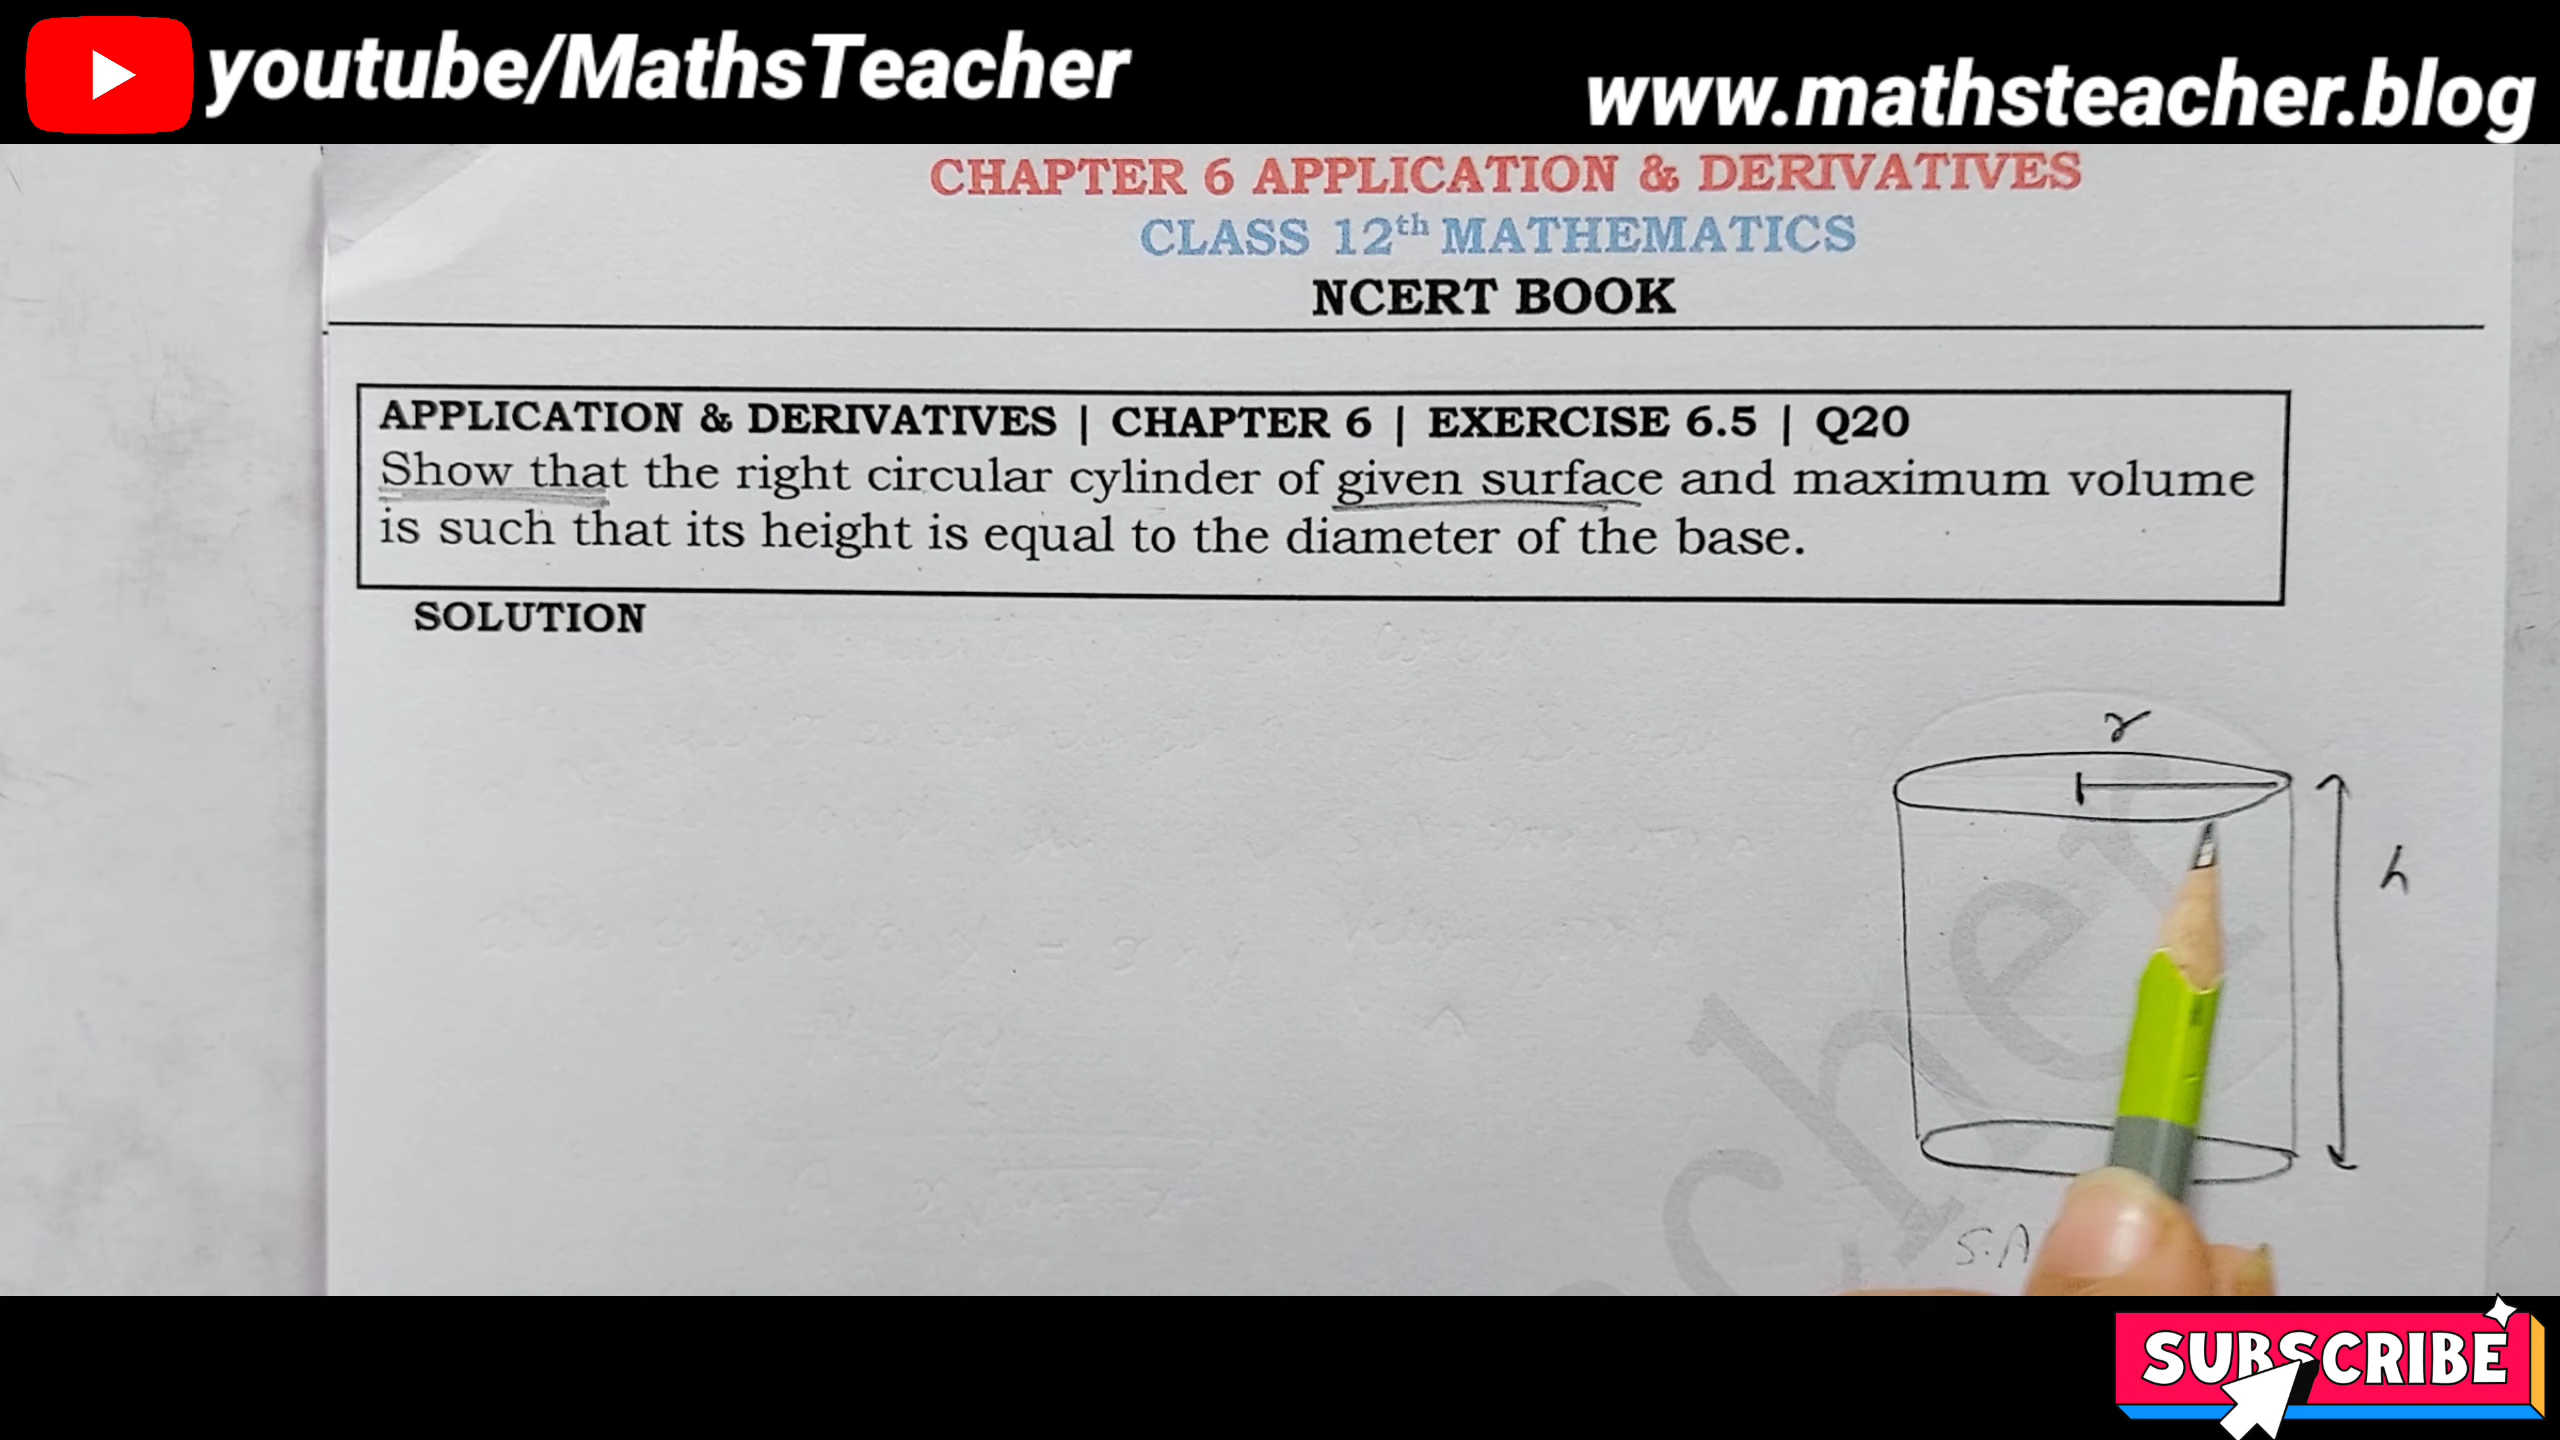 youtube/MathsTeacher
www.mathsteacher.blog
CHAPTER 6 APPLICATION & DERIVATIVES
CLASS 12th MATHEMATICS
NCERT BOOK
APPLICATION & DERIVATIVES | CHAPTER 6 | EXERCISE 6.5 | Q20
Show that the right circular cylinder of given surface and maximum volume
is such that its height is equal to the diameter of the base.
SOLUTION
r
h
cher
S.A
SUBSCRIBE